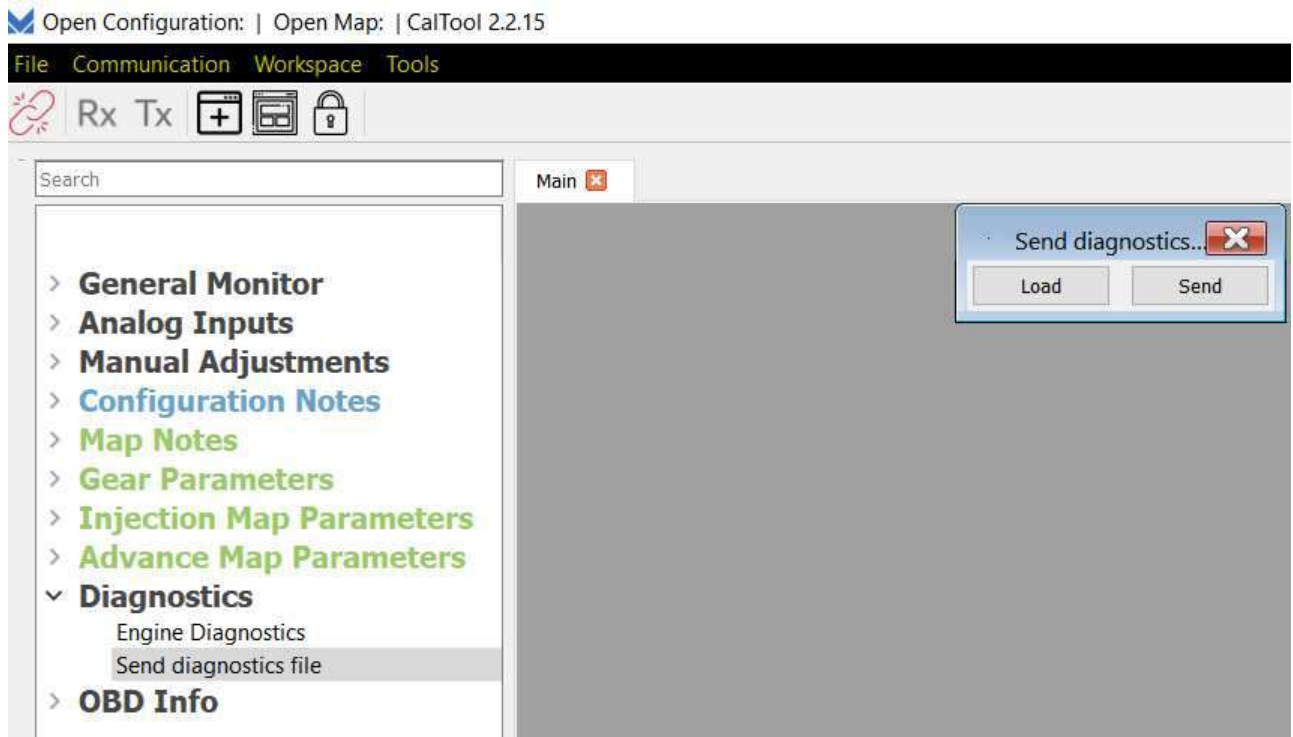 Open Configuration: | Open Map: | CalTool 2.2.15
File Communication Workspace Tools
Rx Tx
Search
Main
Send diagnostics...
Load Send
General Monitor
Analog Inputs
Manual Adjustments
Configuration Notes
Map Notes
Gear Parameters
Injection Map Parameters
Advance Map Parameters
Diagnostics
Engine Diagnostics
Send diagnostics file
OBD Info